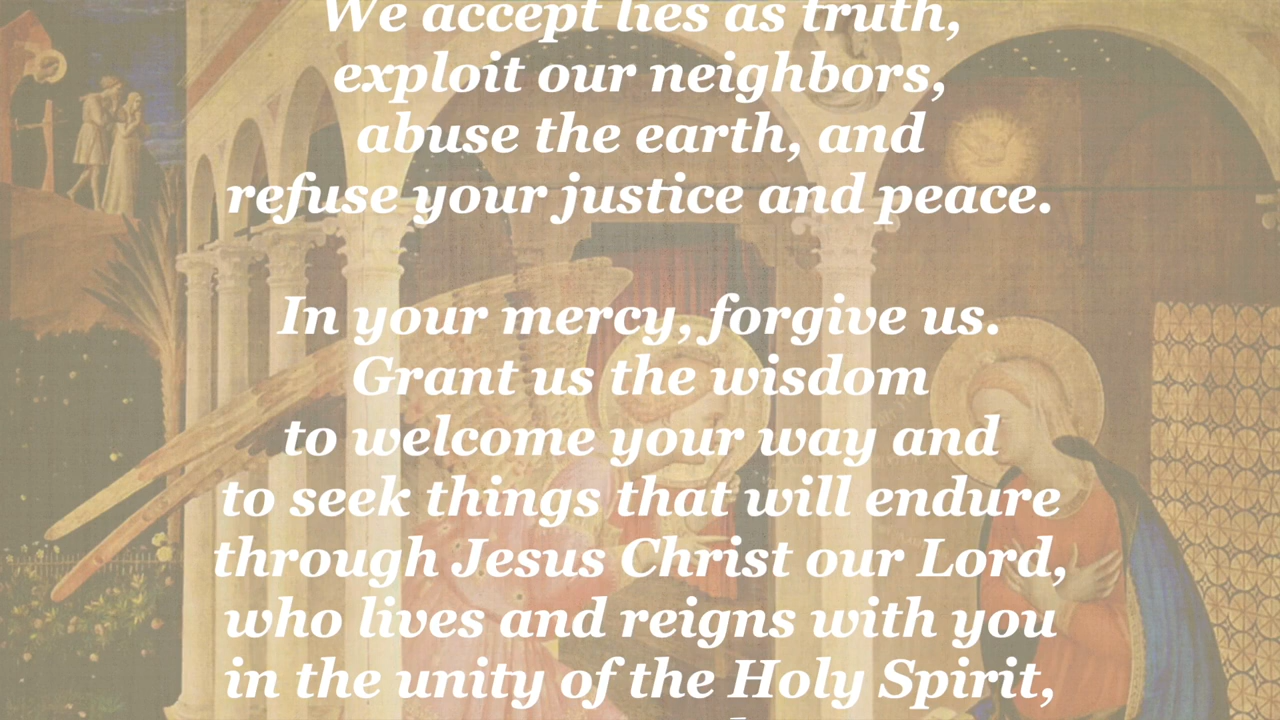 We accept lies as truth,
exploit our neighbors,
abuse the earth, and
refuse your justice and peace.
In your mercy, forgive us.
Grant us the wisdom
to welcome your way and
to seek things that will endure
through Jesus Christ our Lord,
who lives and reigns with you
in the unity of the Holy Spirit,